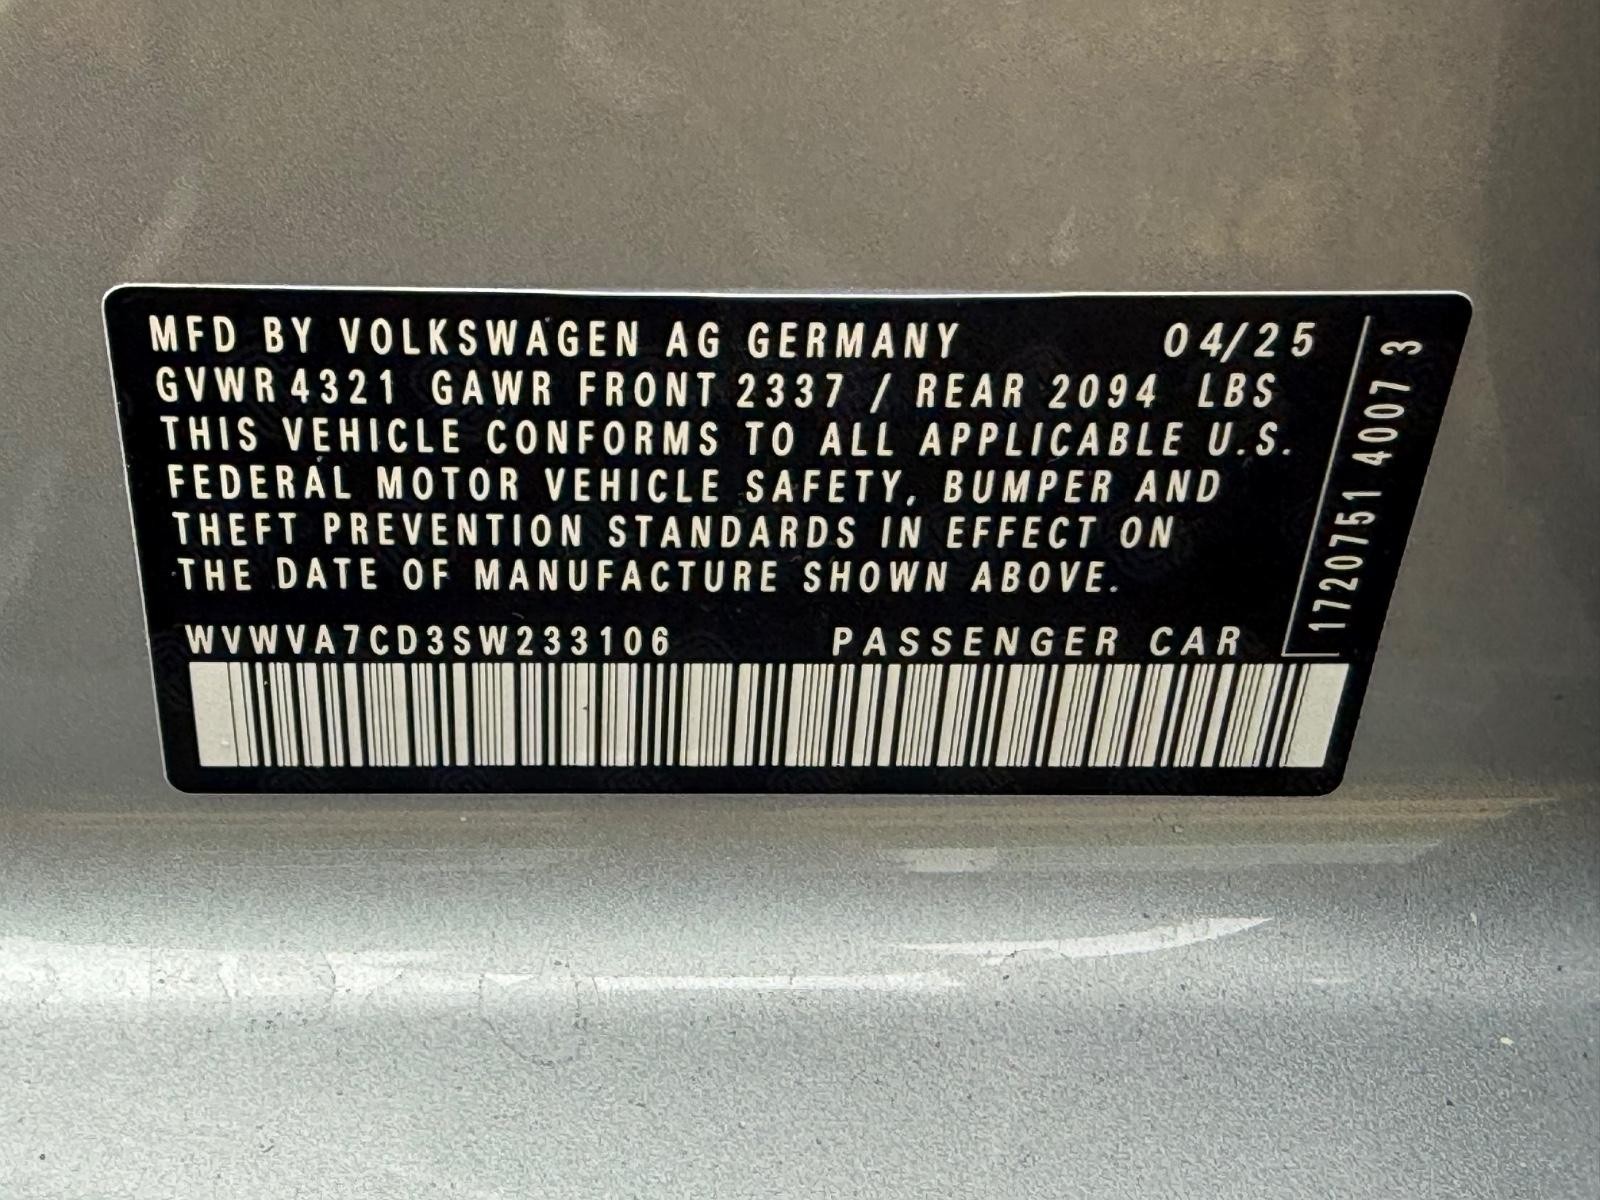 MFD BY VOLKSWAGEN AG GERMANY 04/25
GVWR 4321 GAWR FRONT 2337 / REAR 2094 LBS
THIS VEHICLE CONFORMS TO ALL APPLICABLE U.S.
FEDERAL MOTOR VEHICLE SAFETY, BUMPER AND
THEFT PREVENTION STANDARDS IN EFFECT ON
THE DATE OF MANUFACTURE SHOWN ABOVE.
WVWVA7CD3SW233106 PASSENGER CAR
1720751 4007 3